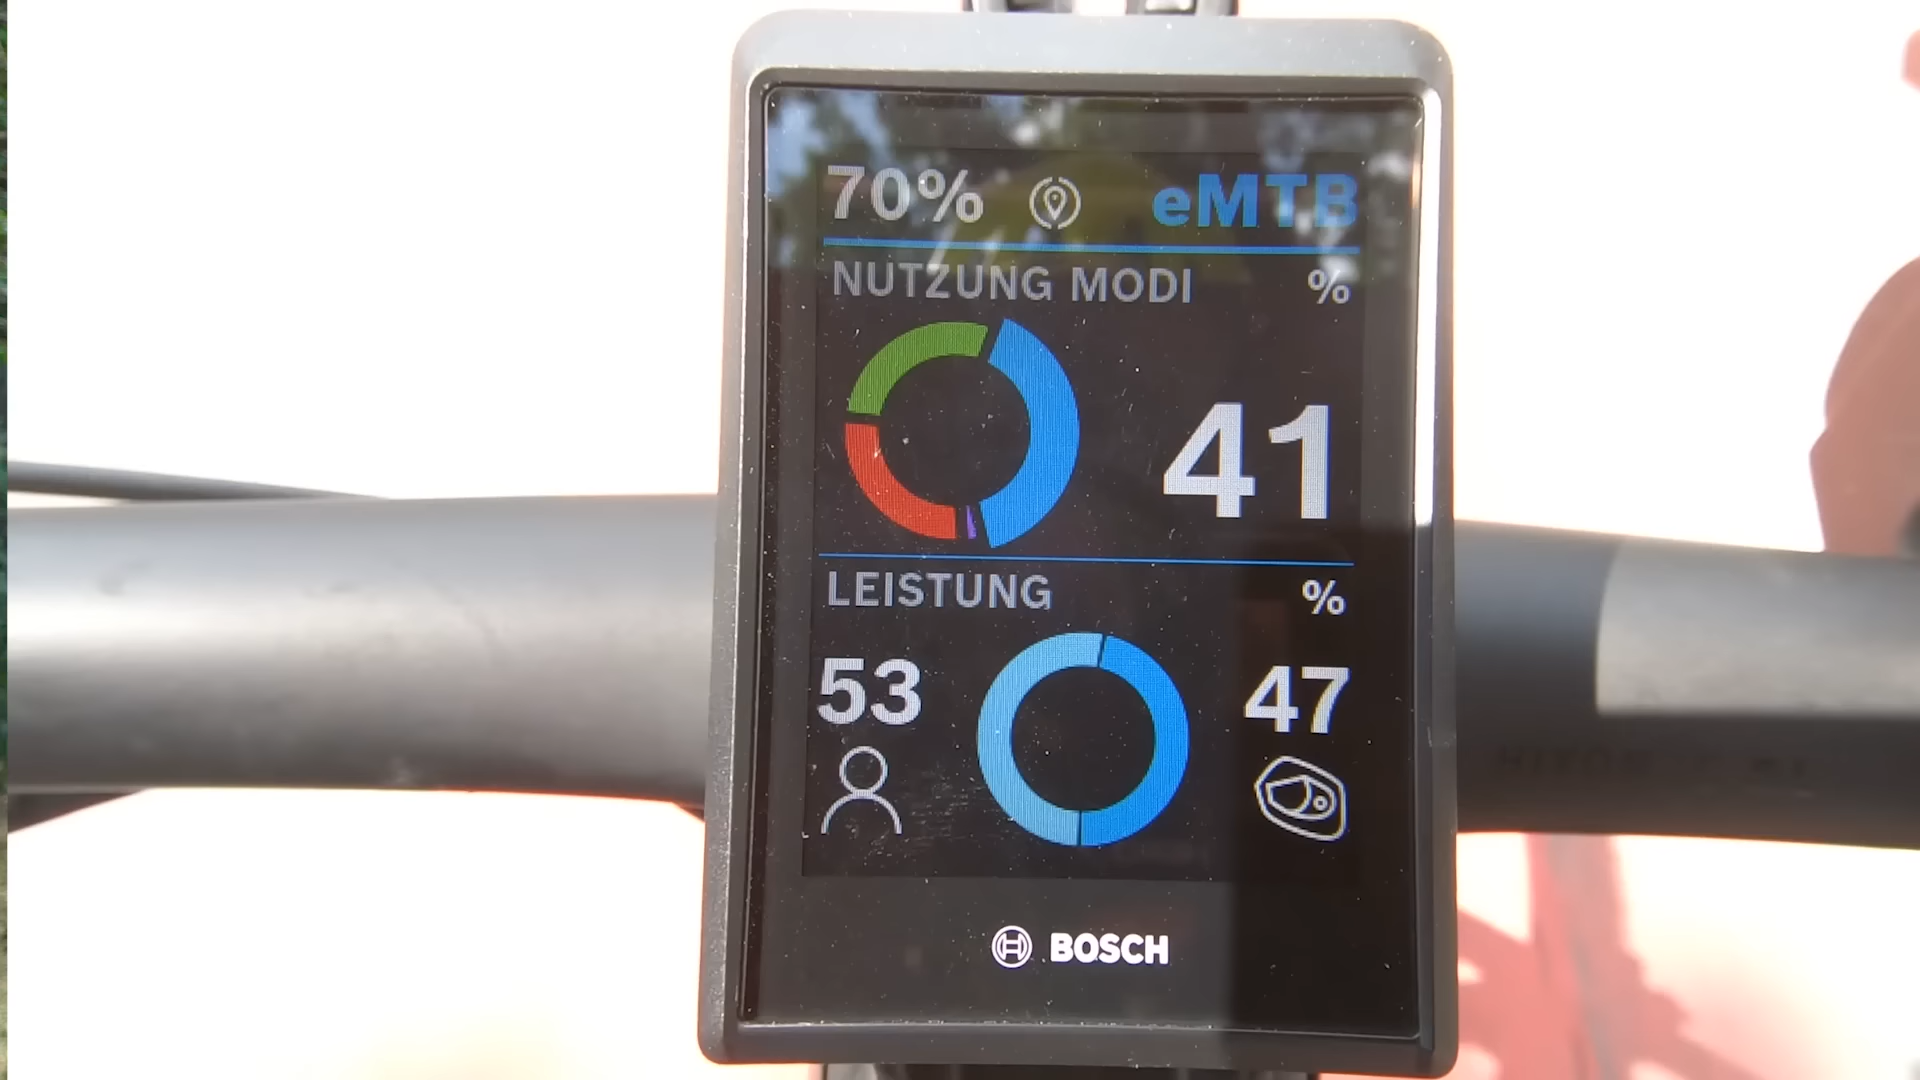 70% eMTB
NUTZUNG MODI %
41
LEISTUNG %
53 47
BOSCH